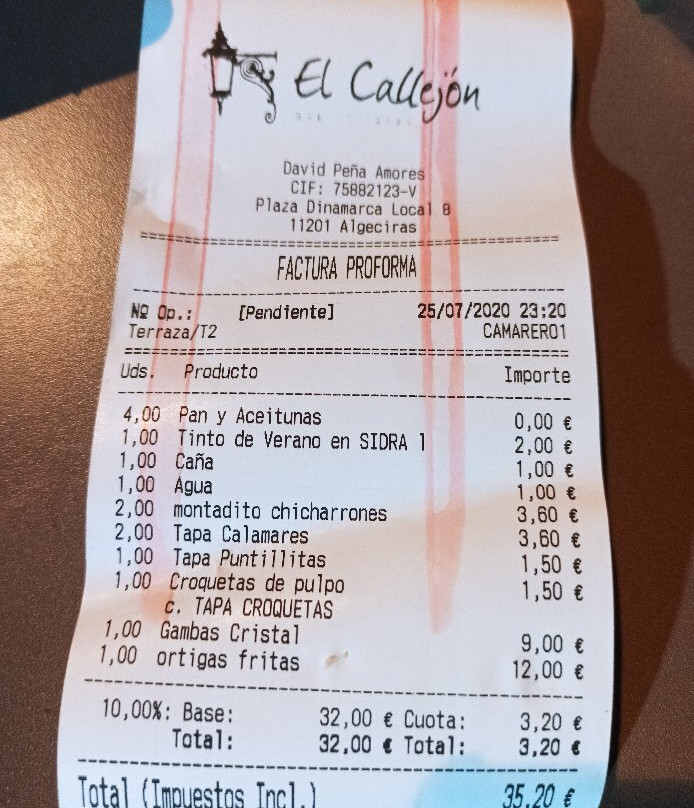 El Callejón
David Peña Amores
CIF: 75882123-V
Plaza Dinamarca Local 8
11201 Algeciras
FACTURA PROFORMA
Nº Op.: [Pendiente] 25/07/2020 23:20
Terraza/T2 CAMARERO1
Uds. Producto Importe
4,00 Pan y Aceitunas 0,00 €
1,00 Tinto de Verano en SIDRA 1 2,00 €
1,00 Caña 1,00 €
1,00 Agua 1,00 €
2,00 montadito chicharrones 3,60 €
2,00 Tapa Calamares 3,60 €
1,00 Tapa Puntillitas 1,50 €
1,00 Croquetas de pulpo 1,50 €
c. TAPA CROQUETAS
1,00 Gambas Cristal 9,00 €
1,00 ortigas fritas 12,00 €
10,00%: Base: 32,00 € Cuota: 3,20 €
Total: 32,00 € Total: 3,20 €
Total (Impuestos Incl.) 35,20 €